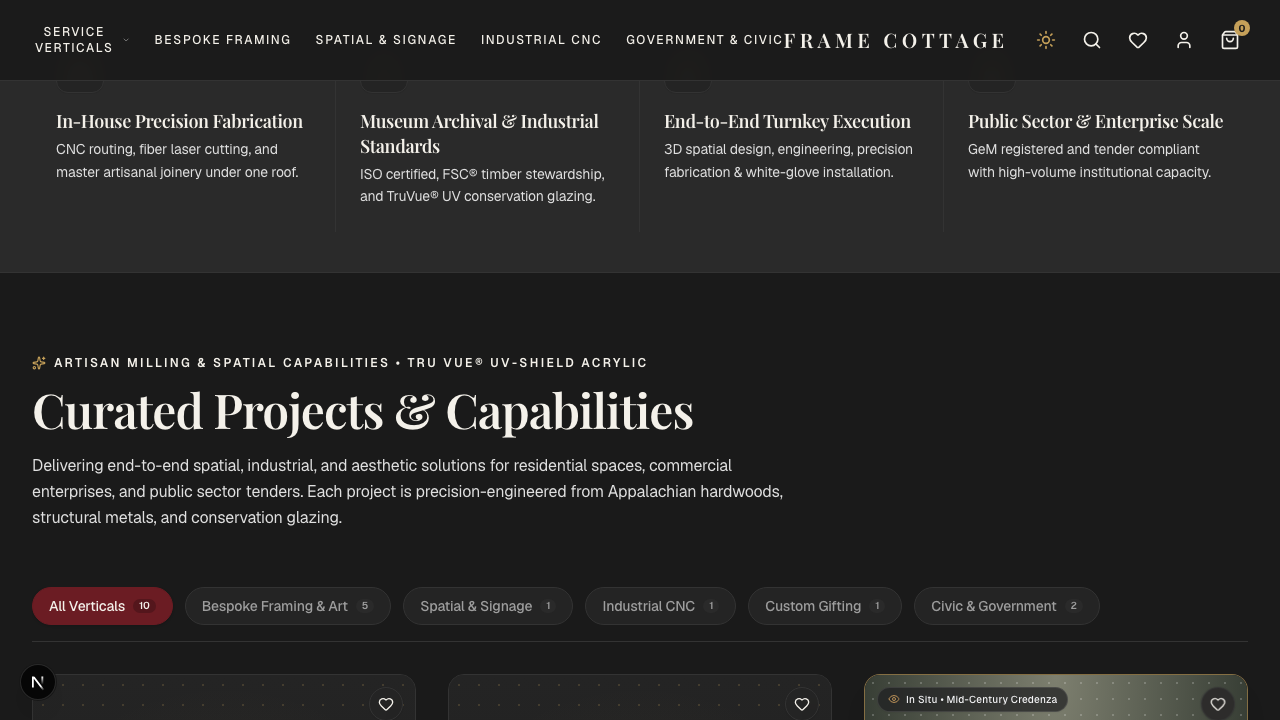 SERVICE
VERTICALS
BESPOKE FRAMING
SPATIAL & SIGNAGE
INDUSTRIAL CNC
GOVERNMENT & CIVIC
FRAME COTTAGE
0
In-House Precision Fabrication
CNC routing, fiber laser cutting, and
master artisanal joinery under one roof.
Museum Archival & Industrial
Standards
ISO certified, FSC® timber stewardship,
and TruVue® UV conservation glazing.
End-to-End Turnkey Execution
3D spatial design, engineering, precision
fabrication & white-glove installation.
Public Sector & Enterprise Scale
GeM registered and tender compliant
with high-volume institutional capacity.
ARTISAN MILLING & SPATIAL CAPABILITIES • TRU VUE® UV-SHIELD ACRYLIC
Curated Projects & Capabilities
Delivering end-to-end spatial, industrial, and aesthetic solutions for residential spaces, commercial
enterprises, and public sector tenders. Each project is precision-engineered from Appalachian hardwoods,
structural metals, and conservation glazing.
All Verticals 10
Bespoke Framing & Art 5
Spatial & Signage 1
Industrial CNC 1
Custom Gifting 1
Civic & Government 2
N
In Situ • Mid-Century Credenza